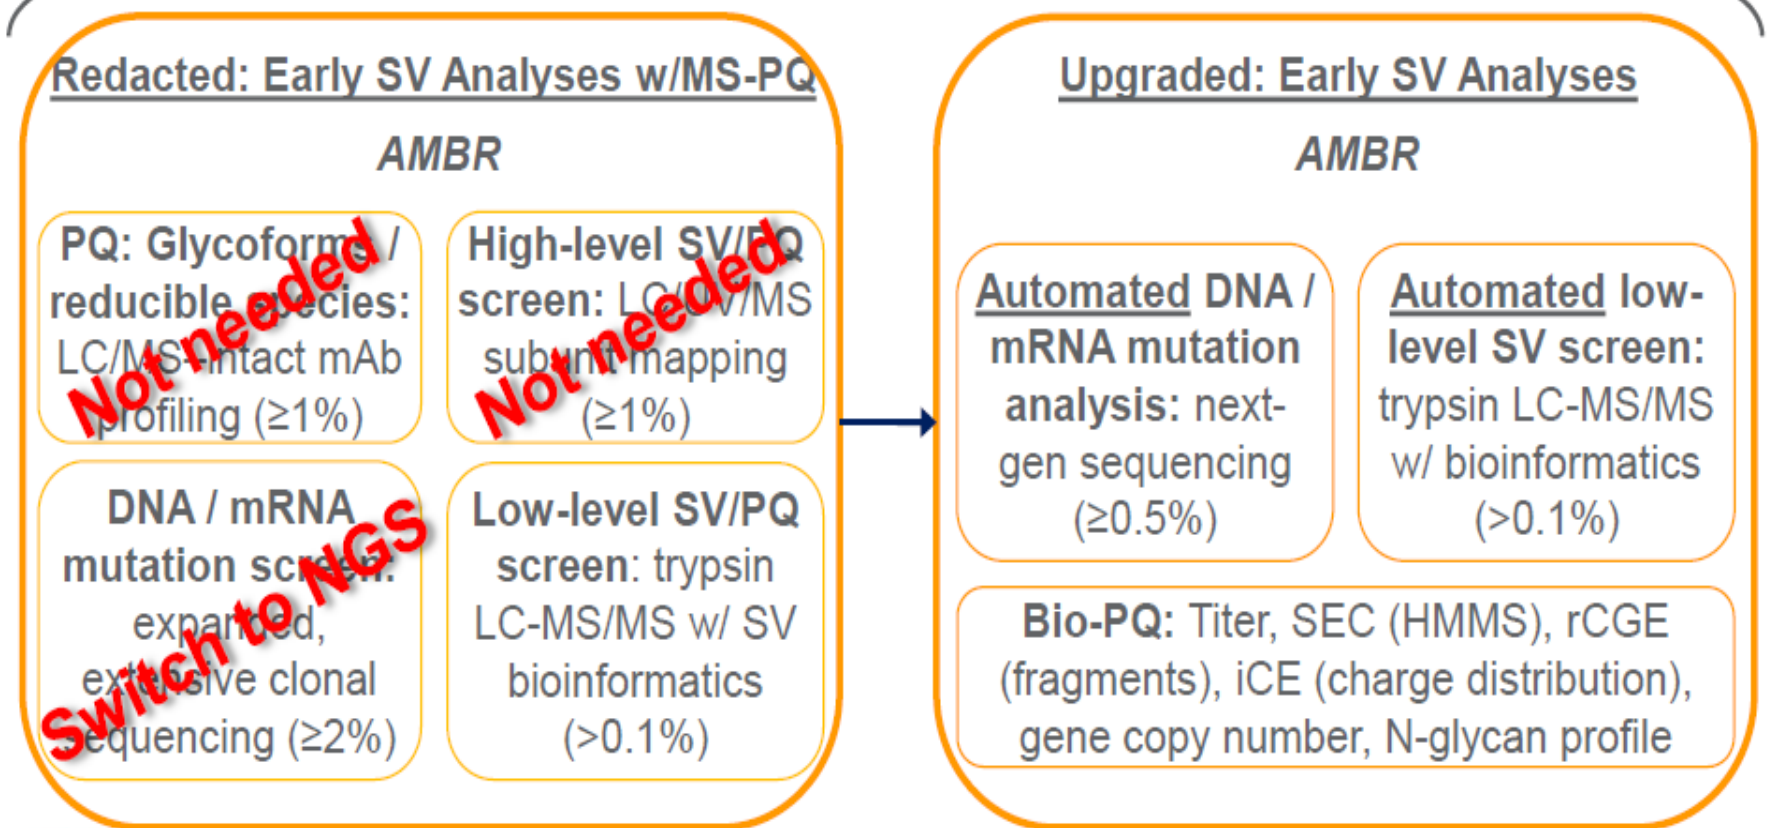 Redacted: Early SV Analyses w/MS-PQ
AMBR
PQ: Glycoforms /
reducible species:
LC/MS–intact mAb
profiling (≥1%)
Not needed
High-level SV/PQ
screen: LC/UV/MS
subunit mapping
(≥1%)
Not needed
DNA / mRNA
mutation screen:
expanded,
extensive clonal
sequencing (≥2%)
Switch to NGS
Low-level SV/PQ
screen: trypsin
LC-MS/MS w/ SV
bioinformatics
(>0.1%)
Upgraded: Early SV Analyses
AMBR
Automated DNA /
mRNA mutation
analysis: next-
gen sequencing
(≥0.5%)
Automated low-
level SV screen:
trypsin LC-MS/MS
w/ bioinformatics
(>0.1%)
Bio-PQ: Titer, SEC (HMMS), rCGE
(fragments), iCE (charge distribution),
gene copy number, N-glycan profile